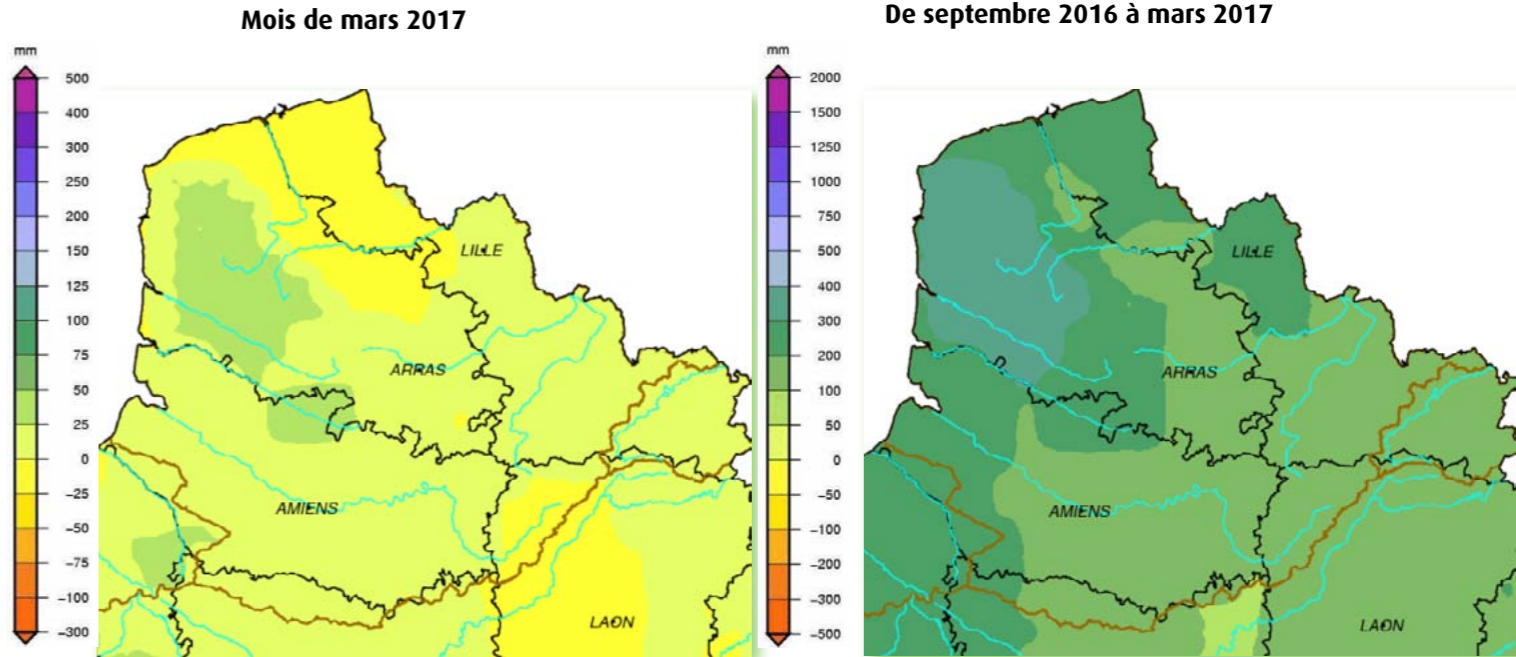 Mois de mars 2017
De septembre 2016 à mars 2017
mm
500
400
300
250
200
150
125
100
75
50
25
0
−25
−50
−75
−100
−300
LILLE
ARRAS
AMIENS
LAON
mm
2000
1500
1250
1000
750
500
400
300
200
100
50
0
−50
−100
−200
−300
−500
LILLE
ARRAS
AMIENS
LAON